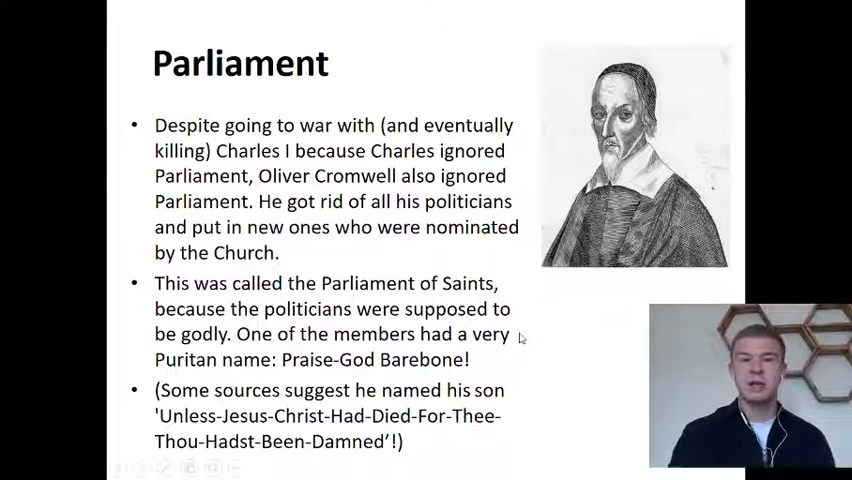 Parliament
• Despite going to war with (and eventually
killing) Charles I because Charles ignored
Parliament, Oliver Cromwell also ignored
Parliament. He got rid of all his politicians
and put in new ones who were nominated
by the Church.
• This was called the Parliament of Saints,
because the politicians were supposed to
be godly. One of the members had a very
Puritan name: Praise-God Barebone!
• (Some sources suggest he named his son
'Unless-Jesus-Christ-Had-Died-For-Thee-
Thou-Hadst-Been-Damned’!)